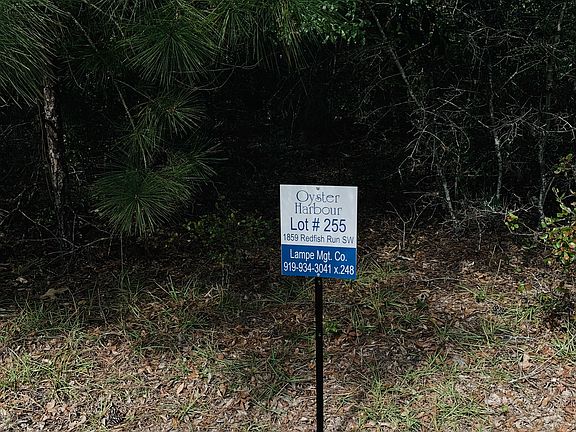 Oyster
Harbour
Lot # 255
1859 Redfish Run SW
Lampe Mgt. Co.
919-934-3041 x.248